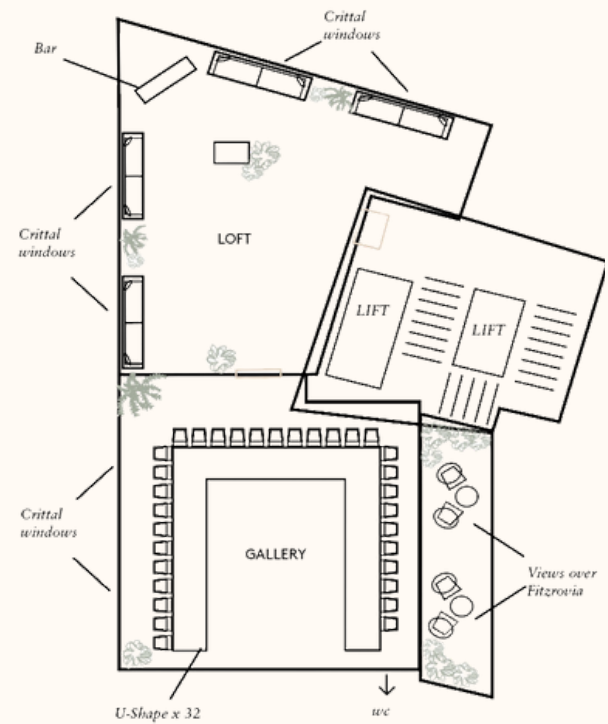 Crittal
windows
Bar
Crittal
windows
LOFT
LIFT
LIFT
Crittal
windows
GALLERY
Views over
Fitzrovia
U-Shape x 32
wc